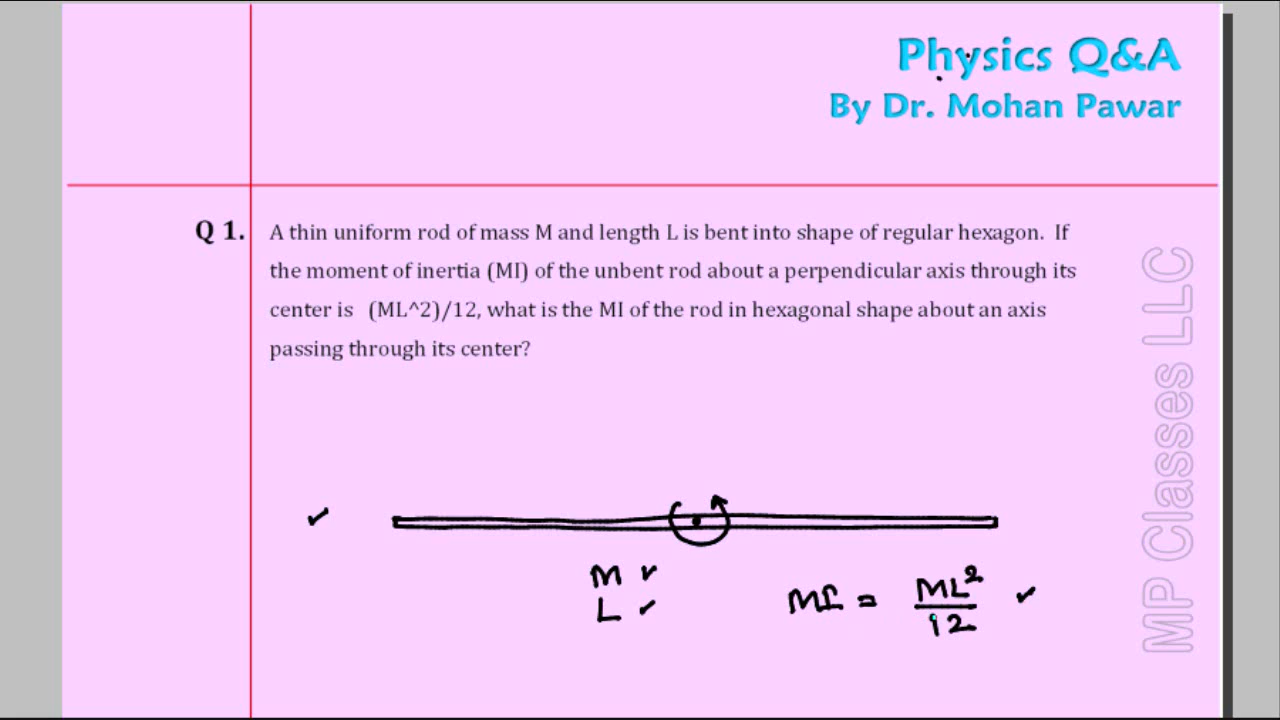 Physics Q&A
By Dr. Mohan Pawar
Q 1. A thin uniform rod of mass M and length L is bent into shape of regular hexagon. If
the moment of inertia (MI) of the unbent rod about a perpendicular axis through its
center is (ML^2)/12, what is the MI of the rod in hexagonal shape about an axis
passing through its center?
M
L
MI = ML²/12
MP Classes LLC